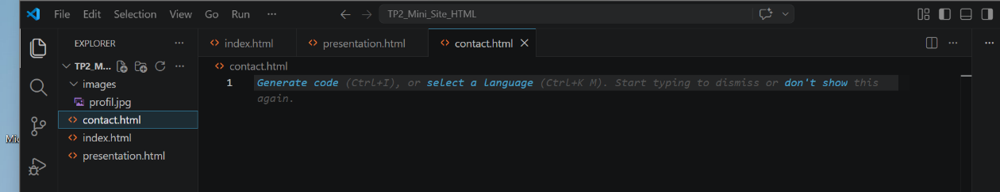 File Edit Selection View Go Run ··· TP2_Mini_Site_HTML
EXPLORER ··· index.html presentation.html contact.html
TP2_M... ··· contact.html
images 1 Generate code (Ctrl+I), or select a language (Ctrl+K M). Start typing to dismiss or don't show this
profil.jpg again.
contact.html
index.html
presentation.html